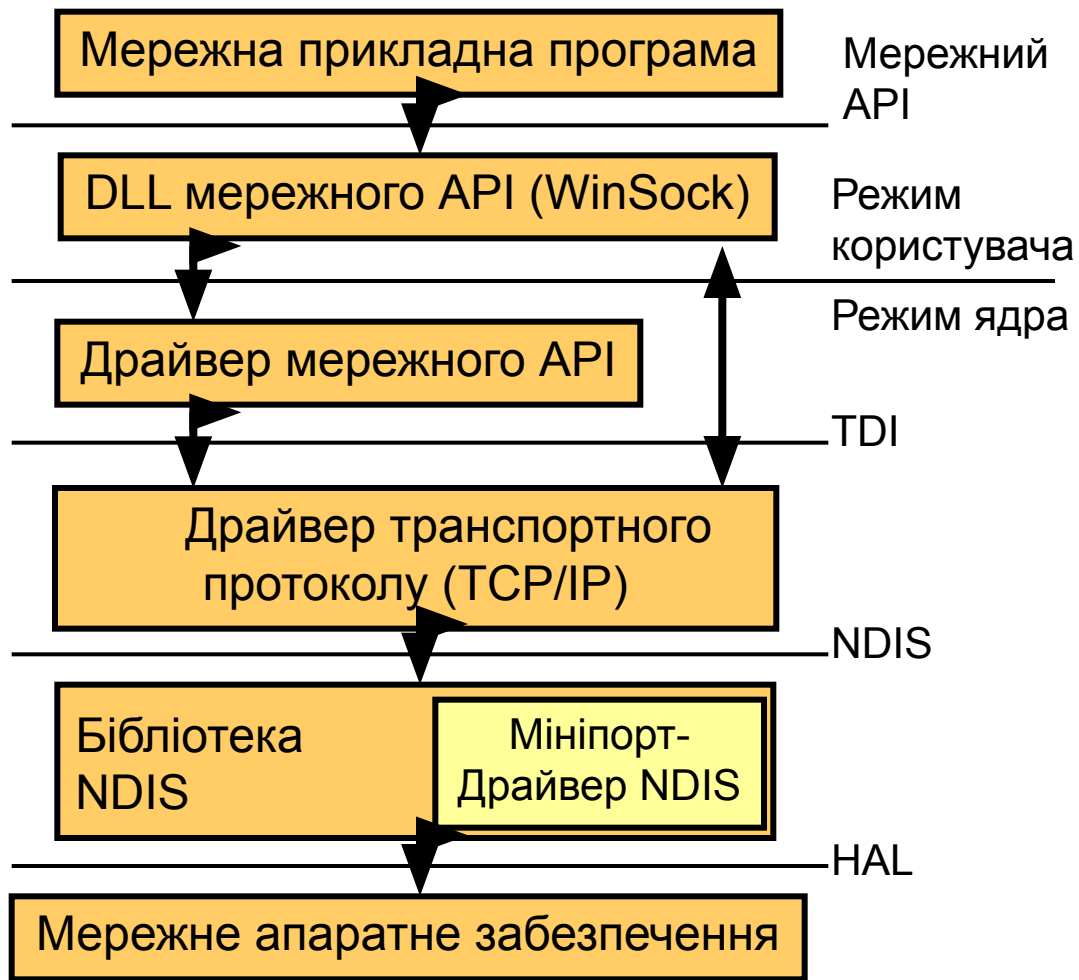 Мережна прикладна програма
Мережний
API
DLL мережного API (WinSock)
Режим
користувача
Режим ядра
Драйвер мережного API
TDI
Драйвер транспортного
протоколу (TCP/IP)
NDIS
Бібліотека
NDIS
Мініпорт-
Драйвер NDIS
HAL
Мережне апаратне забезпечення